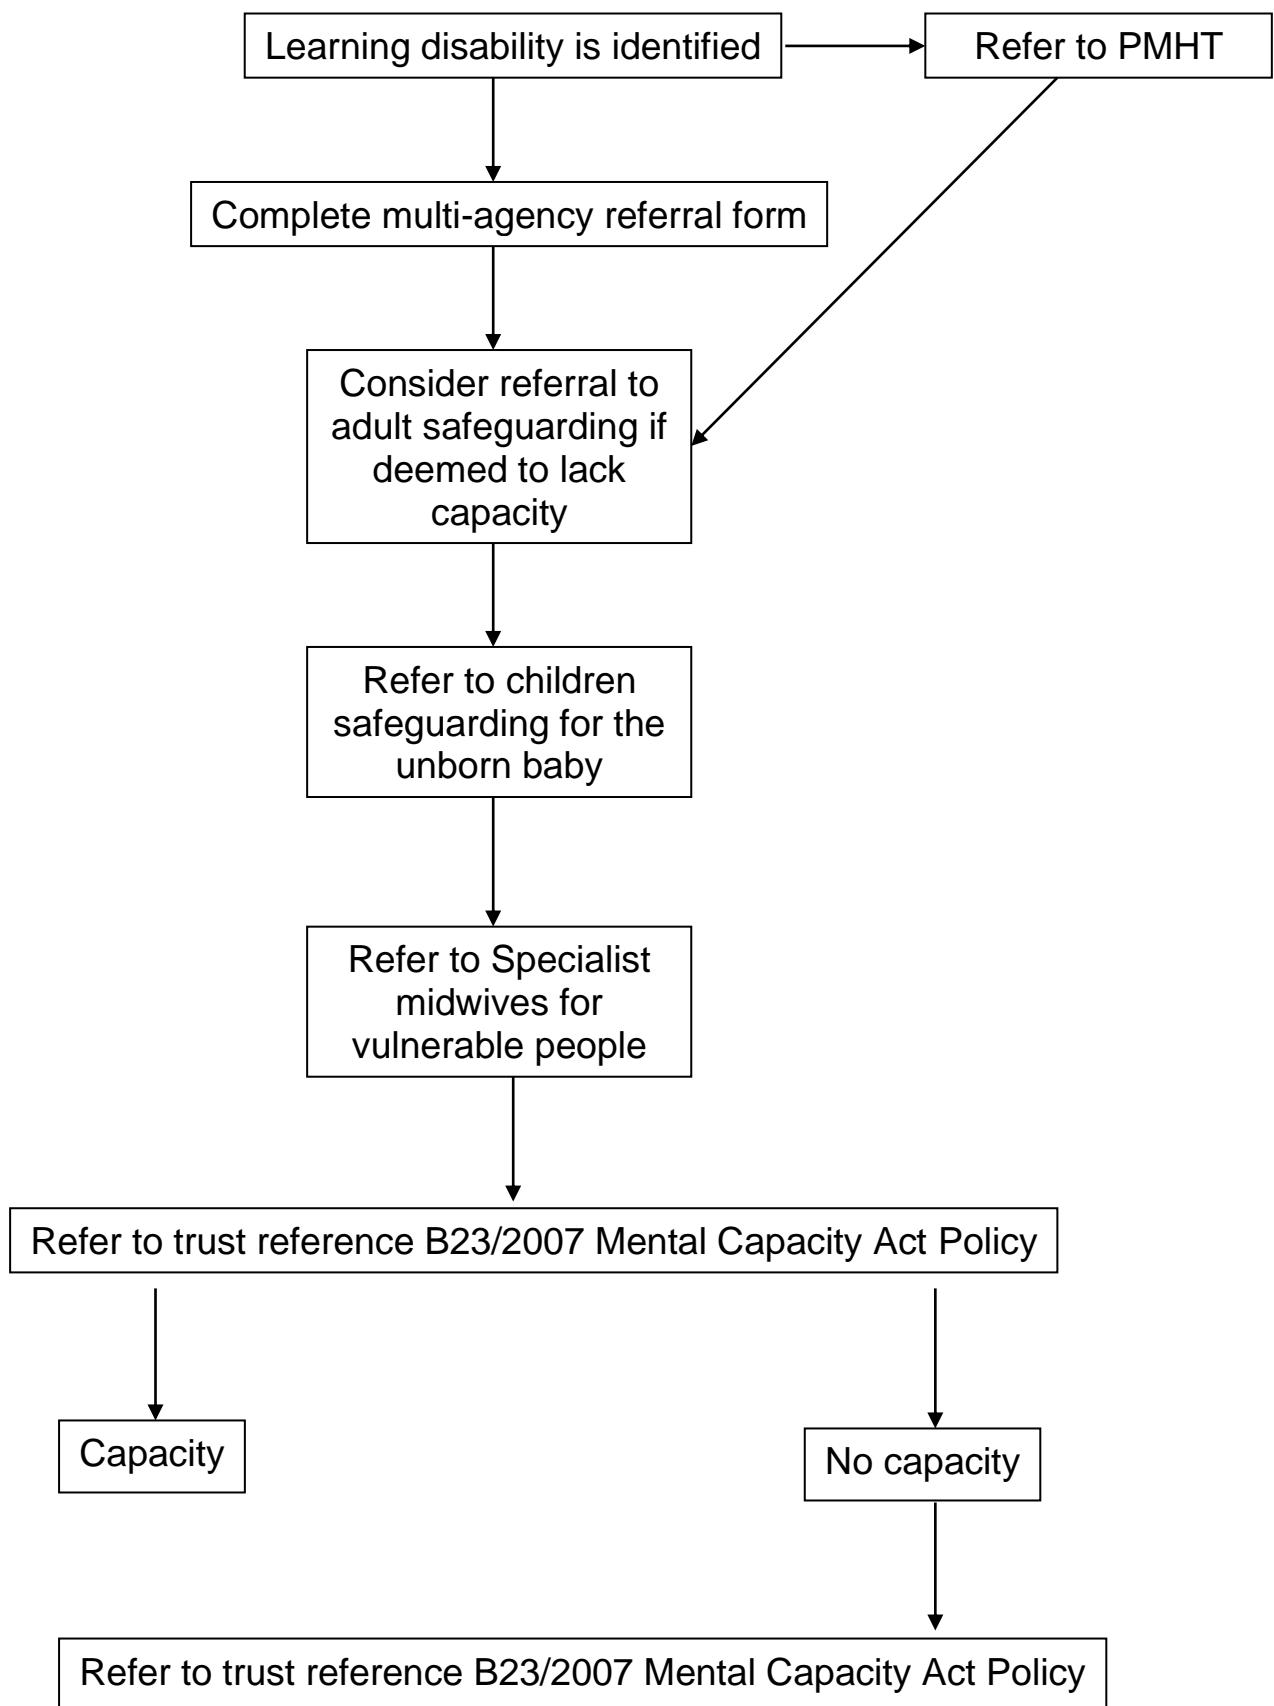 Learning disability is identified
Refer to PMHT
Complete multi-agency referral form
Consider referral to
adult safeguarding if
deemed to lack
capacity
Refer to children
safeguarding for the
unborn baby
Refer to Specialist
midwives for
vulnerable people
Refer to trust reference B23/2007 Mental Capacity Act Policy
Capacity
No capacity
Refer to trust reference B23/2007 Mental Capacity Act Policy